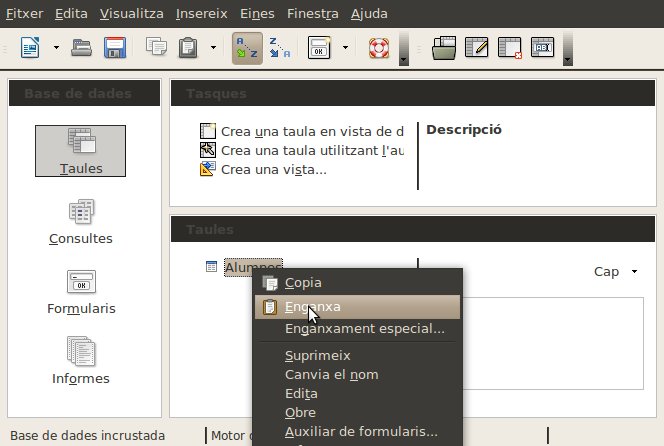 Fitxer Edita Visualitza Insereix Eines Finestra Ajuda
Base de dades
Tasques
Taules
Crea una taula en vista de d
Crea una taula utilitzant l'au
Crea una vista...
Descripció
Consultes
Formularis
Informes
Taules
Alumnos
Cap
Copia
Enganxa
Enganxament especial...
Suprimeix
Canvia el nom
Edita
Obre
Auxiliar de formularis...
Base de dades incrustada
Motor